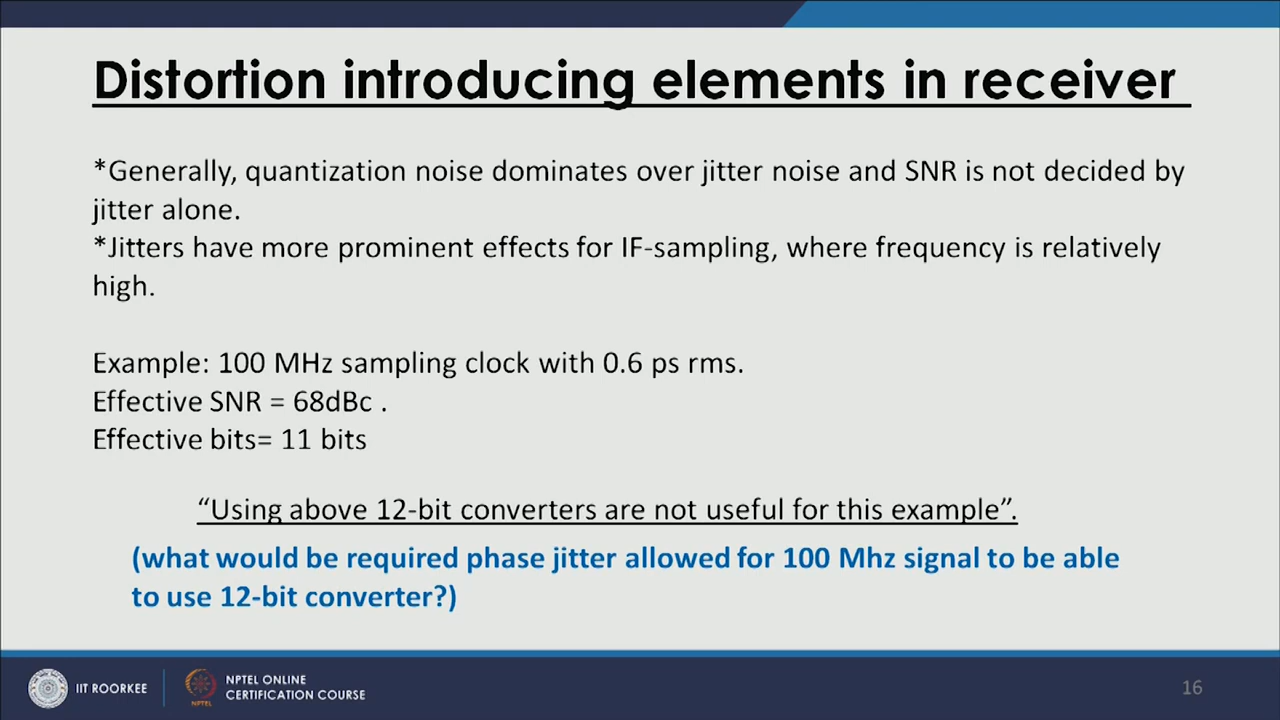 Distortion introducing elements in receiver
*Generally, quantization noise dominates over jitter noise and SNR is not decided by
jitter alone.
*Jitters have more prominent effects for IF-sampling, where frequency is relatively
high.
Example: 100 MHz sampling clock with 0.6 ps rms.
Effective SNR = 68dBc .
Effective bits= 11 bits
“Using above 12-bit converters are not useful for this example”.
(what would be required phase jitter allowed for 100 Mhz signal to be able
to use 12-bit converter?)
IIT ROORKEE
NPTEL
NPTEL ONLINE
CERTIFICATION COURSE
16